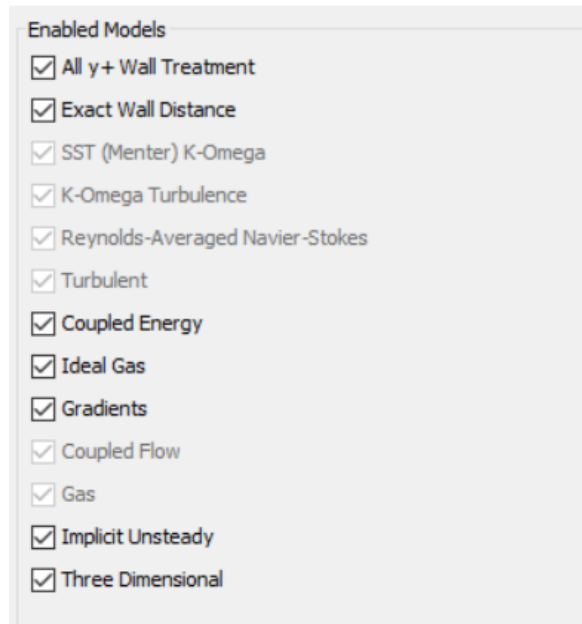 Enabled Models
All y+ Wall Treatment
Exact Wall Distance
SST (Menter) K-Omega
K-Omega Turbulence
Reynolds-Averaged Navier-Stokes
Turbulent
Coupled Energy
Ideal Gas
Gradients
Coupled Flow
Gas
Implicit Unsteady
Three Dimensional